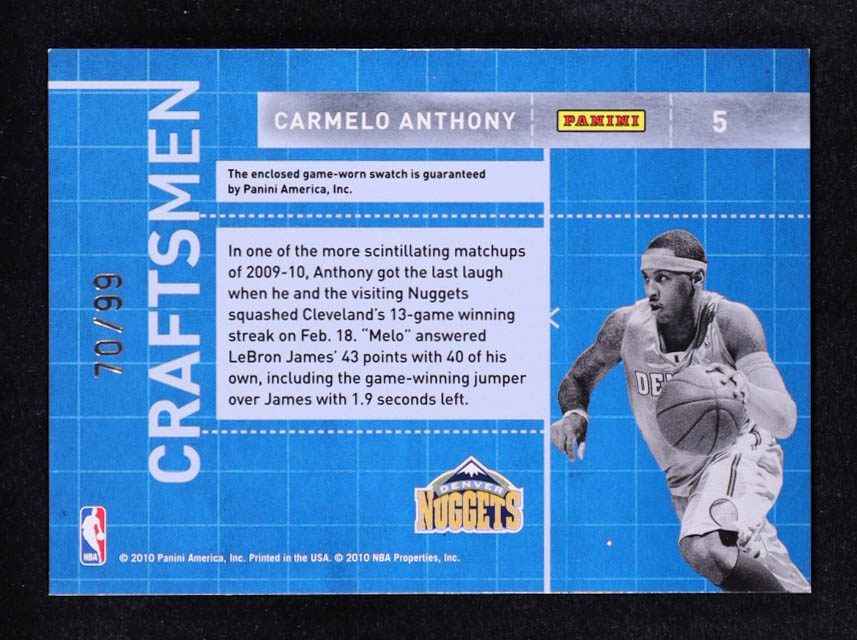 CARMELO ANTHONY
PANINI
5
CRAFTSMEN
70/99
The enclosed game-worn swatch is guaranteed
by Panini America, Inc.
In one of the more scintillating matchups
of 2009-10, Anthony got the last laugh
when he and the visiting Nuggets
squashed Cleveland's 13-game winning
streak on Feb. 18. "Melo" answered
LeBron James' 43 points with 40 of his
own, including the game-winning jumper
over James with 1.9 seconds left.
DE
DENVER
NUGGETS
NBA
© 2010 Panini America, Inc. Printed in the USA. © 2010 NBA Properties, Inc.